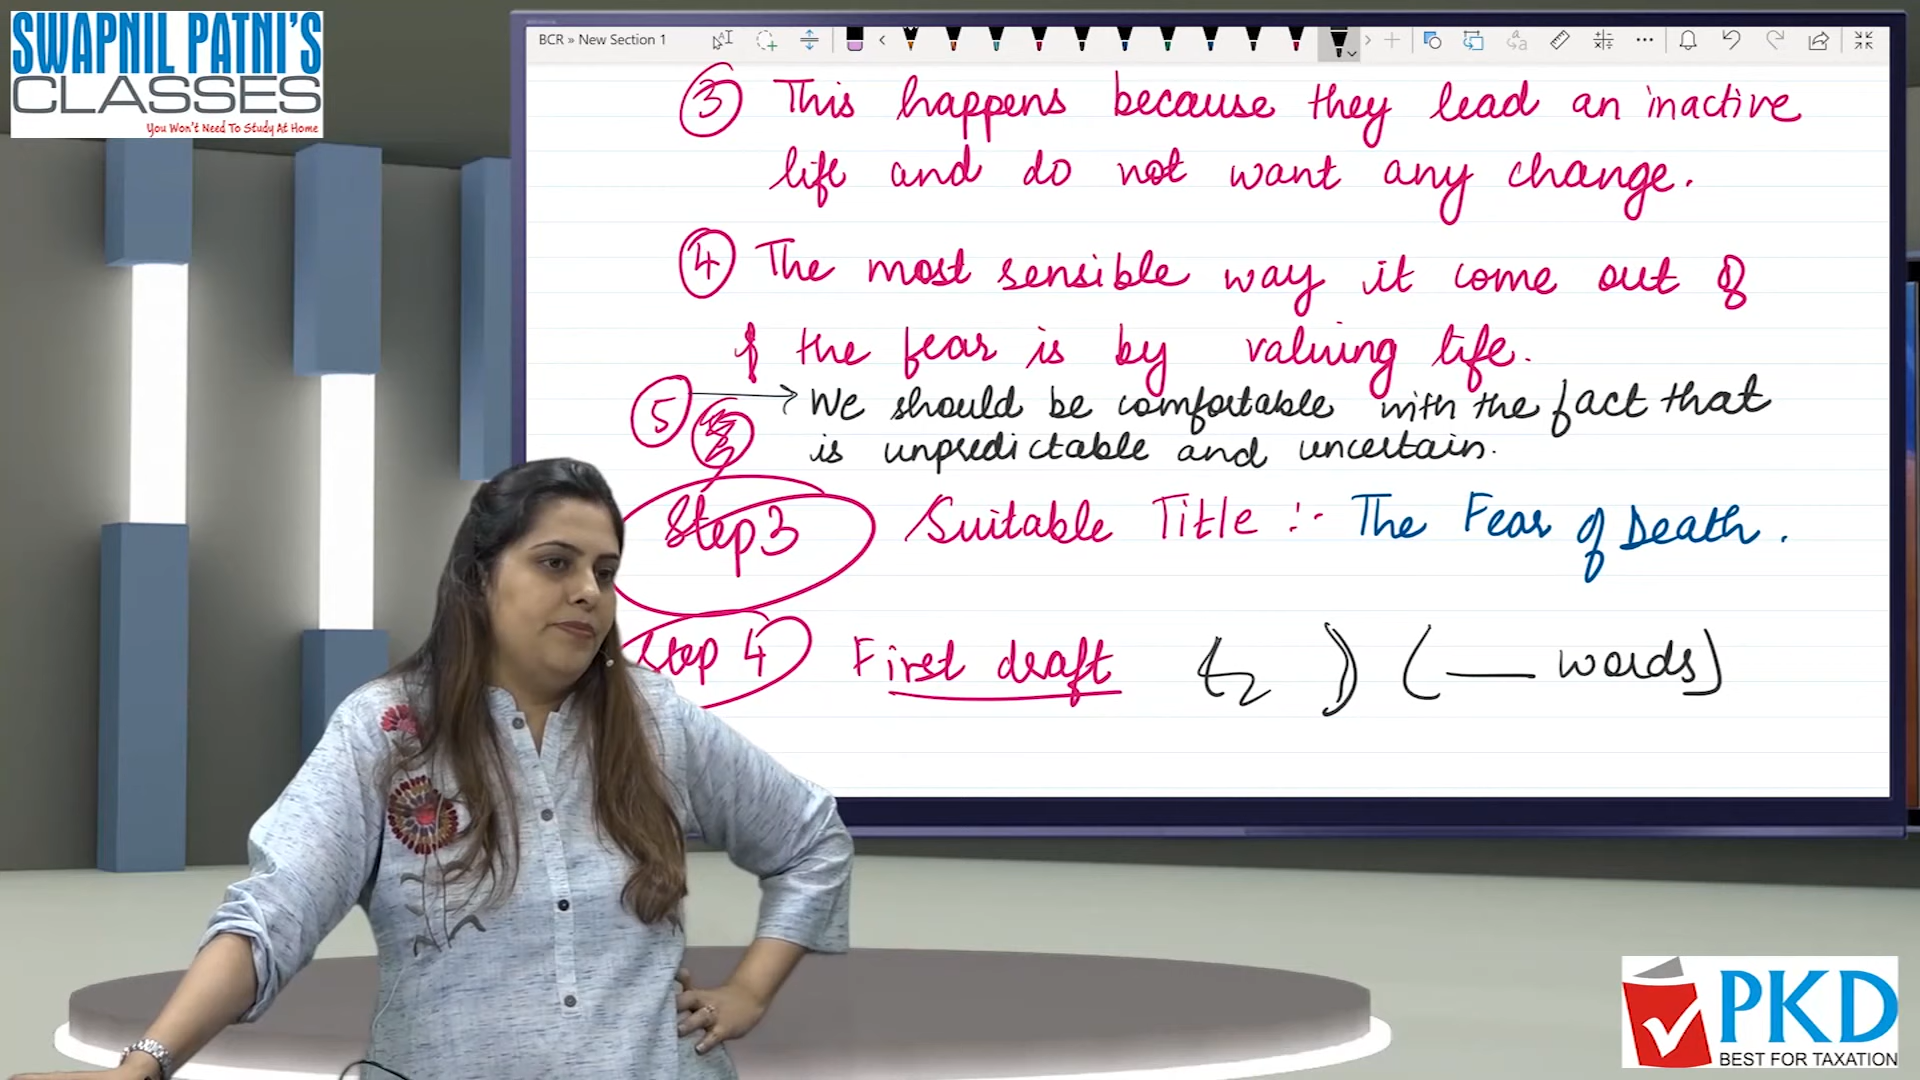 SWAPNIL PATNI'S
CLASSES
You Won't Need To Study At Home
BCR » New Section 1
3 This happens because they lead an inactive
life and do not want any change.
4 The most sensible way it come out of
of the fear is by valuing life.
5 → We should be comfortable with the fact that
is unpredictable and uncertain.
Step 3 Suitable Title :- The Fear of Death.
Step 4 First draft ( ) ( — words)
PKD
BEST FOR TAXATION